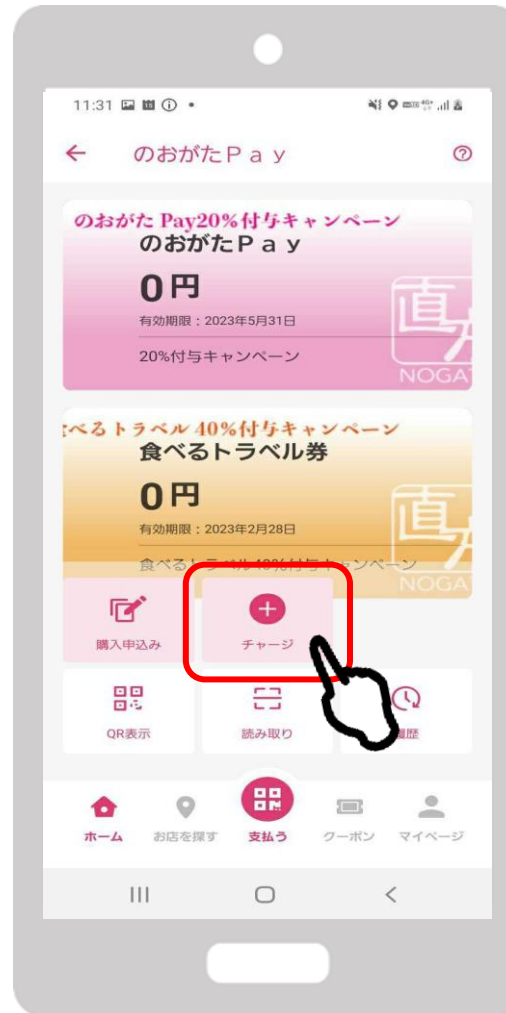 11:31
のおがたＰａｙ
のおがた Pay20%付与キャンペーン
のおがたＰａｙ
0円
有効期限：2023年5月31日
20%付与キャンペーン
NOGA
べるトラベル 40%付与キャンペーン
食べるトラベル券
0円
有効期限：2023年2月28日
NOGA
購入申込み
チャージ
QR表示
読み取り
ホーム
お店を探す
支払う
クーポン
マイページ